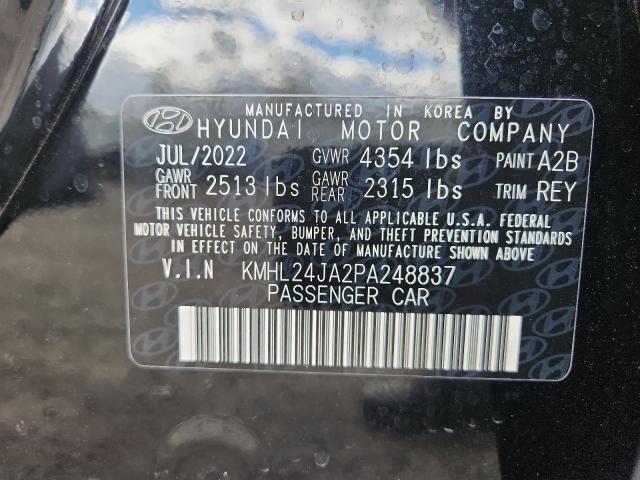 MANUFACTURED IN KOREA BY
HYUNDAI MOTOR COMPANY
JUL/2022 GVWR 4354 lbs PAINT A2B
GAWR FRONT 2513 lbs GAWR REAR 2315 lbs TRIM REY
THIS VEHICLE CONFORMS TO ALL APPLICABLE U.S.A. FEDERAL
MOTOR VEHICLE SAFETY, BUMPER, AND THEFT PREVENTION STANDARDS
IN EFFECT ON THE DATE OF MANUFACTURE SHOWN ABOVE
V.I.N KMHL24JA2PA248837
PASSENGER CAR